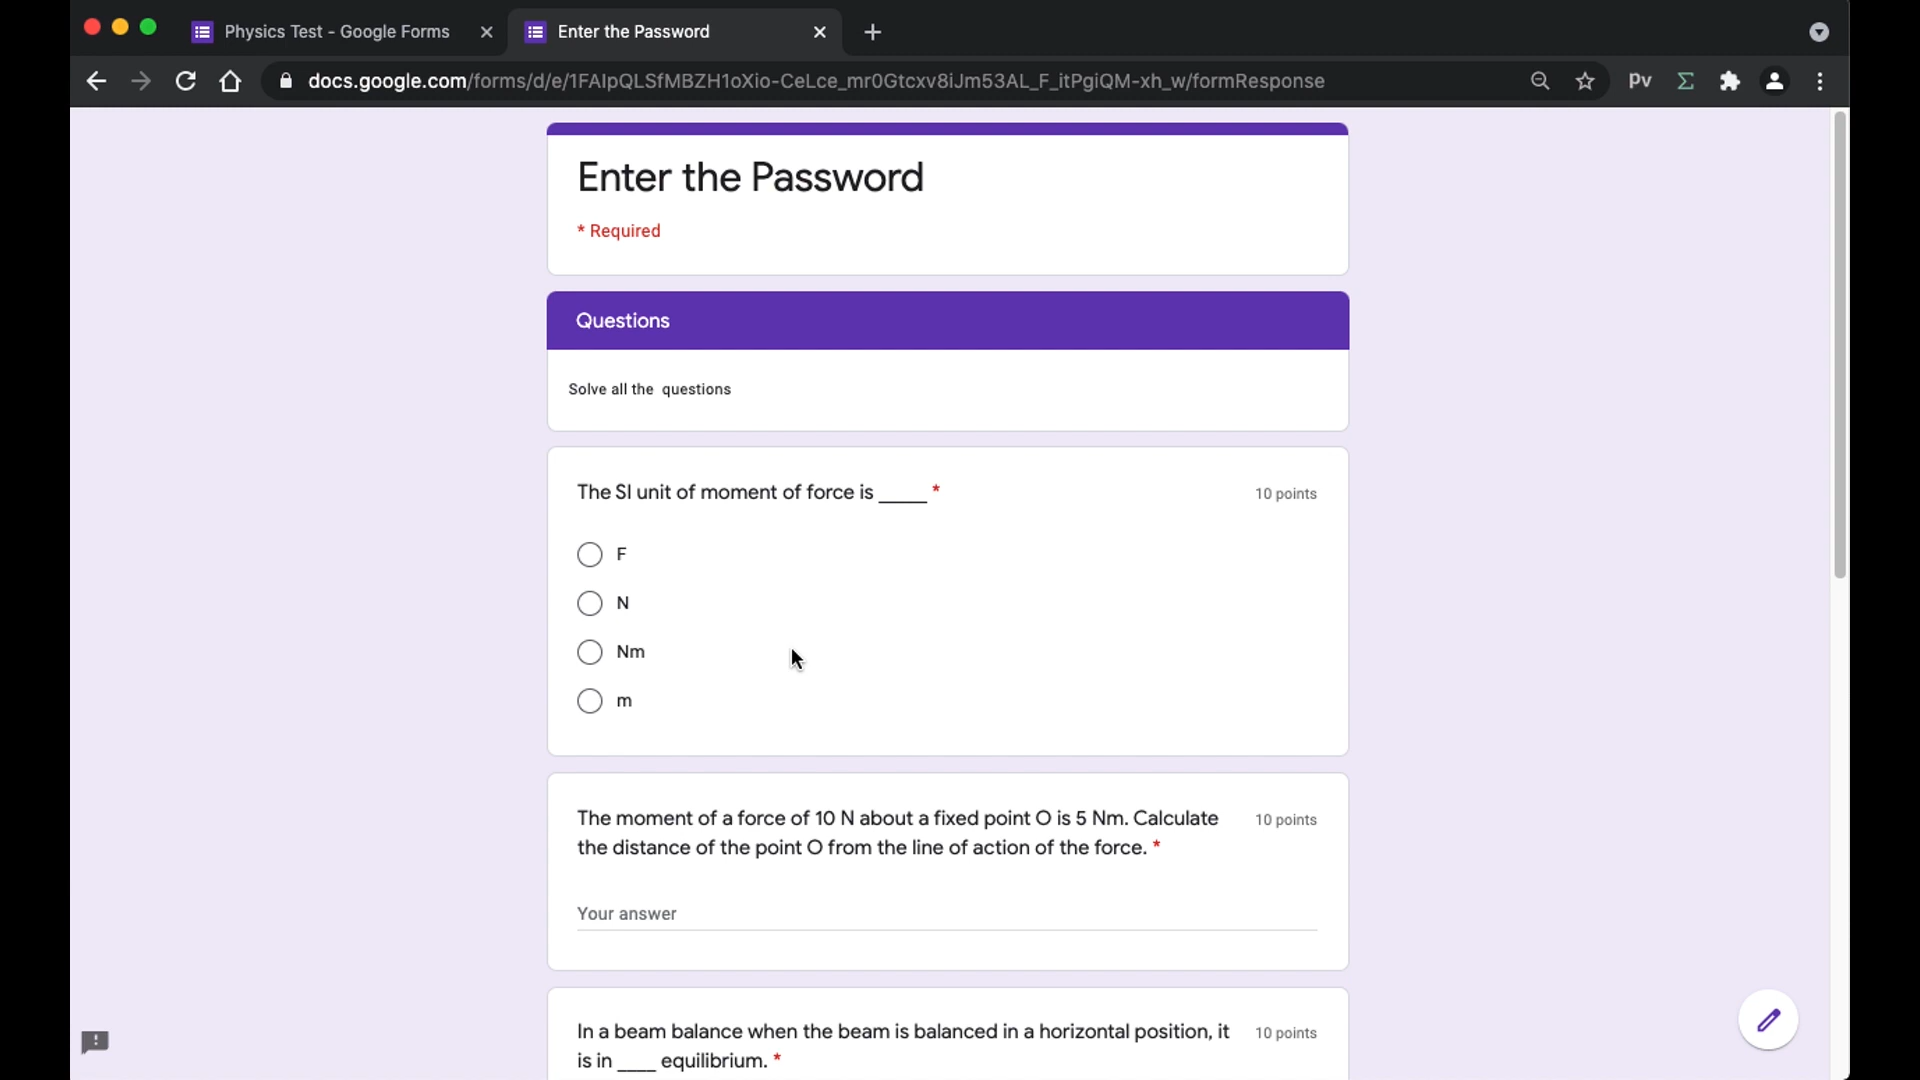 Physics Test - Google Forms
Enter the Password
docs.google.com/forms/d/e/1FAIpQLSfMBZH1oXio-CeLce_mr0Gtcxv8iJm53AL_F_itPgiQM-xh_w/formResponse
PV
Σ
Enter the Password
* Required
Questions
Solve all the questions
The SI unit of moment of force is _____ *
10 points
F
N
Nm
m
The moment of a force of 10 N about a fixed point O is 5 Nm. Calculate
the distance of the point O from the line of action of the force. *
10 points
Your answer
In a beam balance when the beam is balanced in a horizontal position, it
is in ____ equilibrium. *
10 points